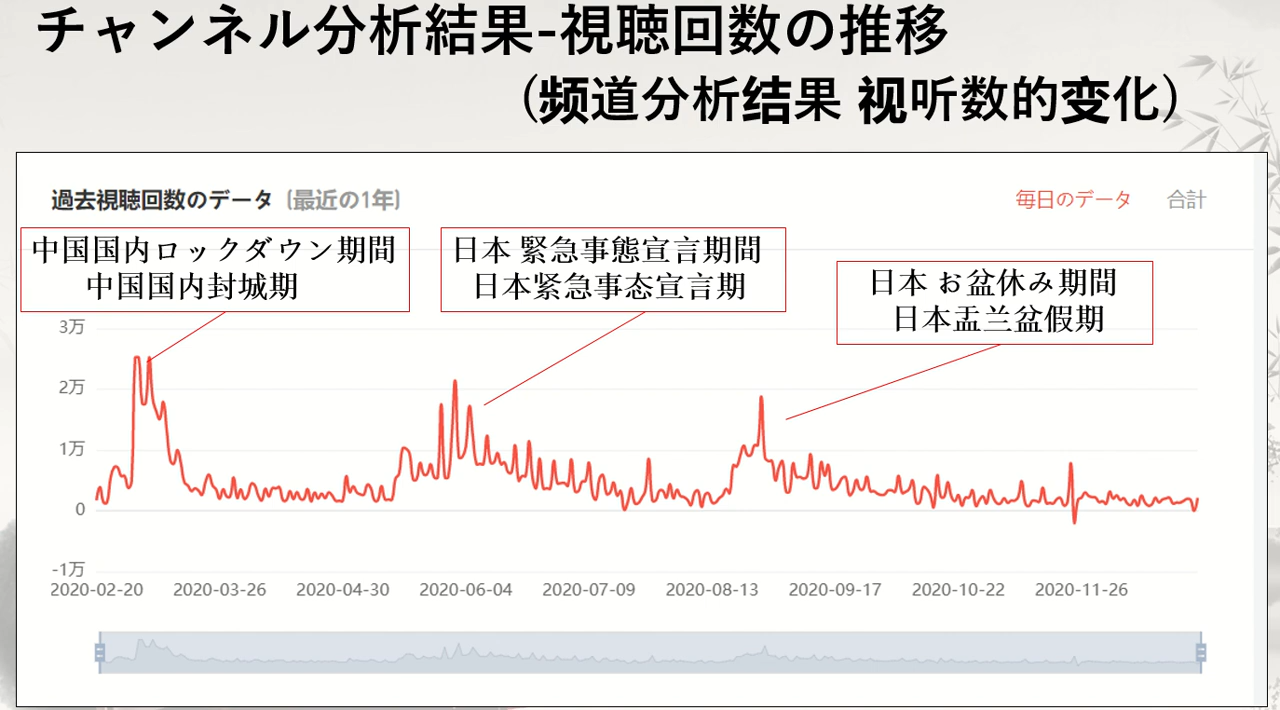 チャンネル分析結果-視聴回数の推移
(频道分析结果 视听数的变化)
過去視聴回数のデータ (最近の1年)
毎日のデータ 合計
中国国内ロックダウン期間
中国国内封城期
日本 緊急事態宣言期間
日本紧急事态宣言期
日本 お盆休み期間
日本盂兰盆假期
3万
2万
1万
0
-1万
2020-02-20 2020-03-26 2020-04-30 2020-06-04 2020-07-09 2020-08-13 2020-09-17 2020-10-22 2020-11-26